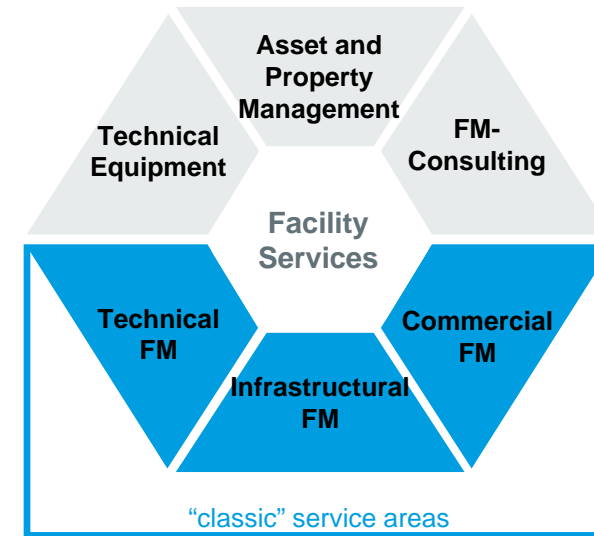 Asset and
Property
Management
Technical
Equipment
FM-
Consulting
Facility
Services
Technical
FM
Infrastructural
FM
Commercial
FM
“classic” service areas